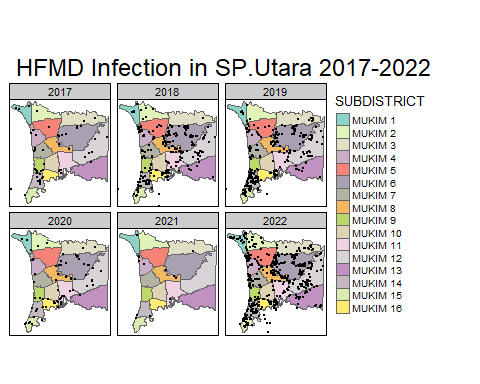 HFMD Infection in SP.Utara 2017-2022
2017
2018
2019
2020
2021
2022
SUBDISTRICT
MUKIM 1
MUKIM 2
MUKIM 3
MUKIM 4
MUKIM 5
MUKIM 6
MUKIM 7
MUKIM 8
MUKIM 9
MUKIM 10
MUKIM 11
MUKIM 12
MUKIM 13
MUKIM 14
MUKIM 15
MUKIM 16